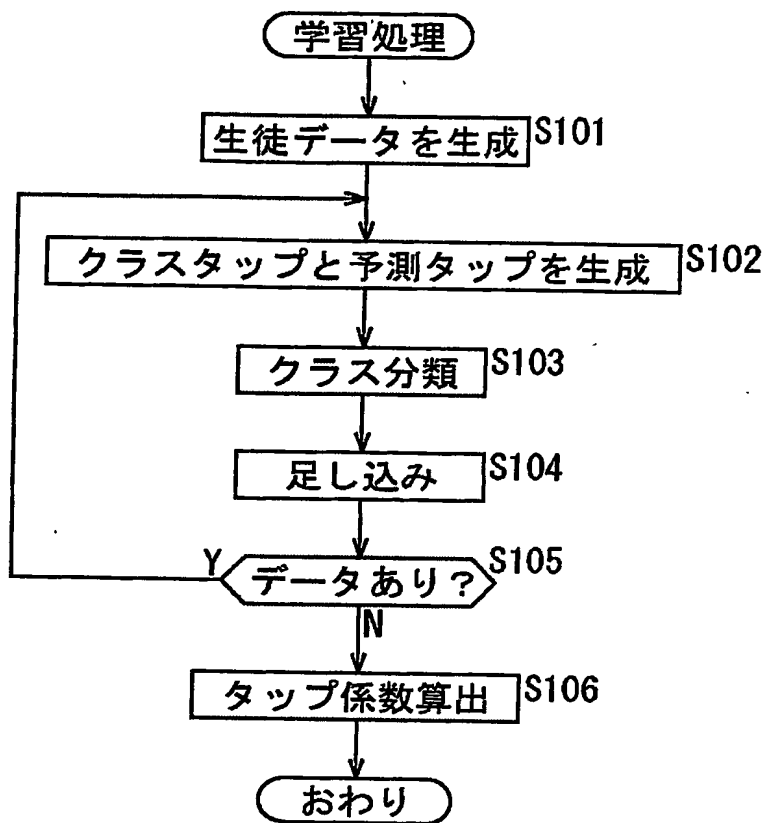 学習処理
生徒データを生成 S101
クラスタップと予測タップを生成 S102
クラス分類 S103
足し込み S104
Y データあり? S105
N
タップ係数算出 S106
おわり